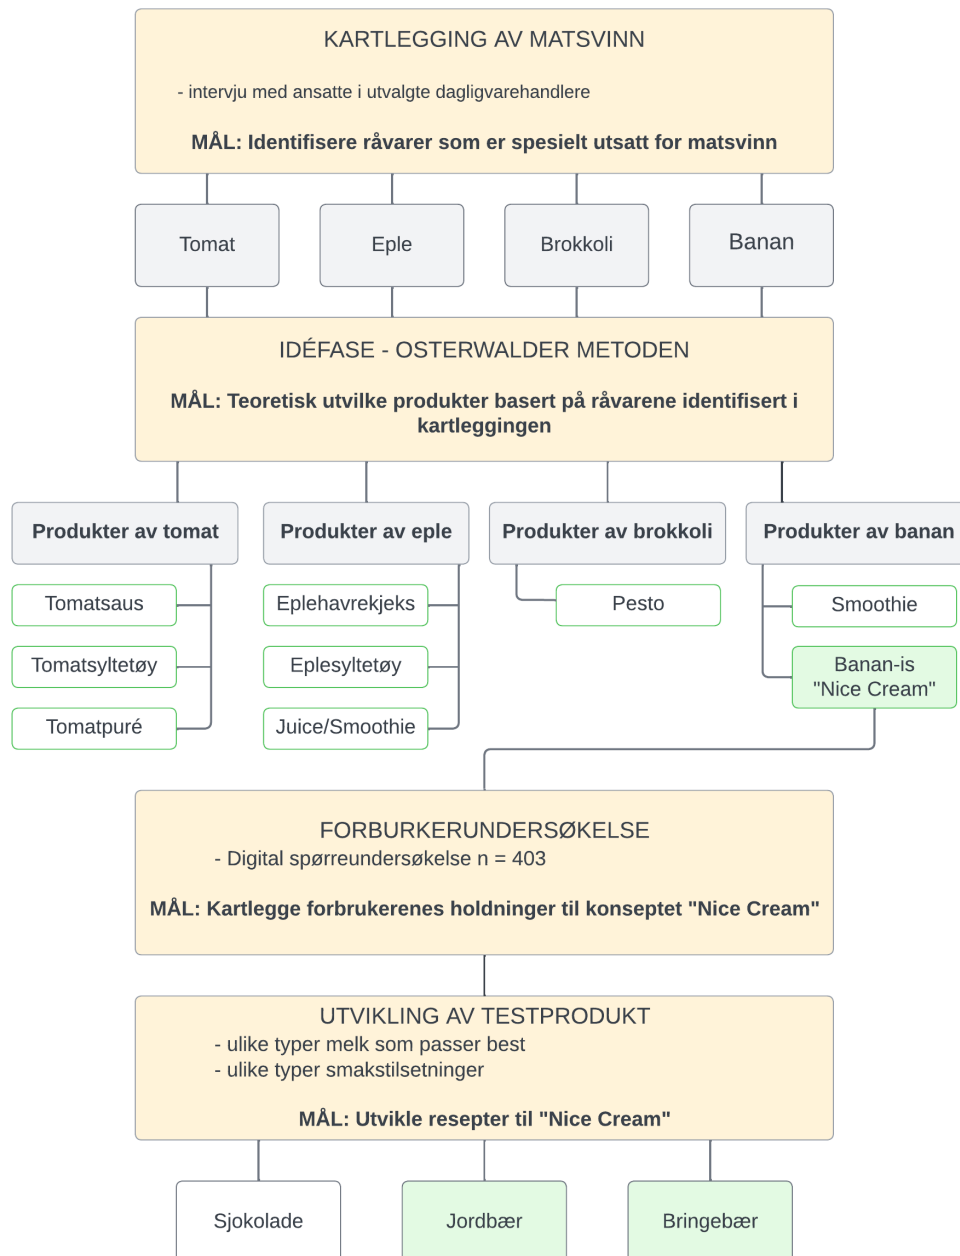 KARTLEGGING AV MATSVINN
- intervju med ansatte i utvalgte dagligvarehandlere
MÅL: Identifisere råvarer som er spesielt utsatt for matsvinn
Tomat
Eple
Brokkoli
Banan
IDÉFASE - OSTERWALDER METODEN
MÅL: Teoretisk utvilke produkter basert på råvarene identifisert i
kartleggingen
Produkter av tomat
Produkter av eple
Produkter av brokkoli
Produkter av banan
Tomatsaus
Eplehavrekjeks
Pesto
Smoothie
Tomatsyltetøy
Eplesyltetøy
Banan-is
"Nice Cream"
Tomatpuré
Juice/Smoothie
FORBURKERUNDERSØKELSE
- Digital spørreundersøkelse n = 403
MÅL: Kartlegge forbrukerenes holdninger til konseptet "Nice Cream"
UTVIKLING AV TESTPRODUKT
- ulike typer melk som passer best
- ulike typer smakstilsetninger
MÅL: Utvikle resepter til "Nice Cream"
Sjokolade
Jordbær
Bringebær